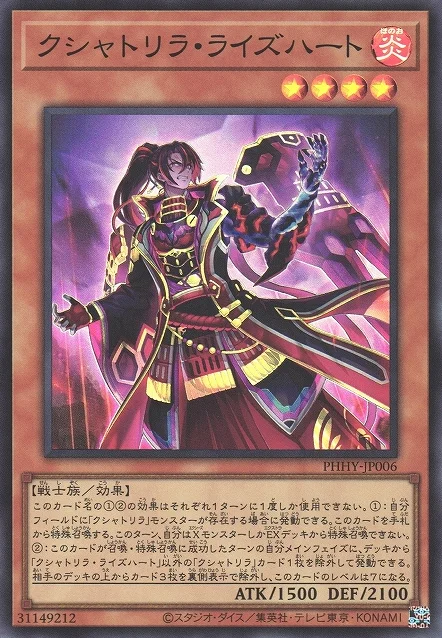 クシャトリラ・ライズハート
炎
PHHY-JP006
【戦士族／効果】
このカード名の①②の効果はそれぞれ1ターンに1度しか使用できない。①：自分
フィールドに「クシャトリラ」モンスターが存在する場合に発動できる。このカードを手札
から特殊召喚する。このターン、自分はXモンスターしかEXデッキから特殊召喚できない。
②：このカードが召喚・特殊召喚に成功したターンの自分メインフェイズに、デッキから
「クシャトリラ・ライズハート」以外の「クシャトリラ」カード1枚を除外して発動できる。
相手のデッキの上からカード3枚を裏側表示で除外し、このカードのレベルは7になる。
ATK/1500 DEF/2100
31149212
©スタジオ・ダイス／集英社・テレビ東京・KONAMI